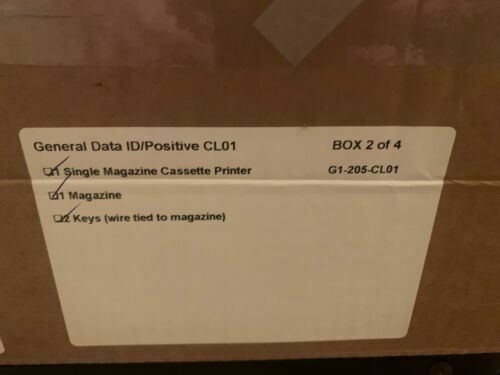 General Data ID/Positive CL01 BOX 2 of 4
1 Single Magazine Cassette Printer G1-205-CL01
1 Magazine
2 Keys (wire tied to magazine)